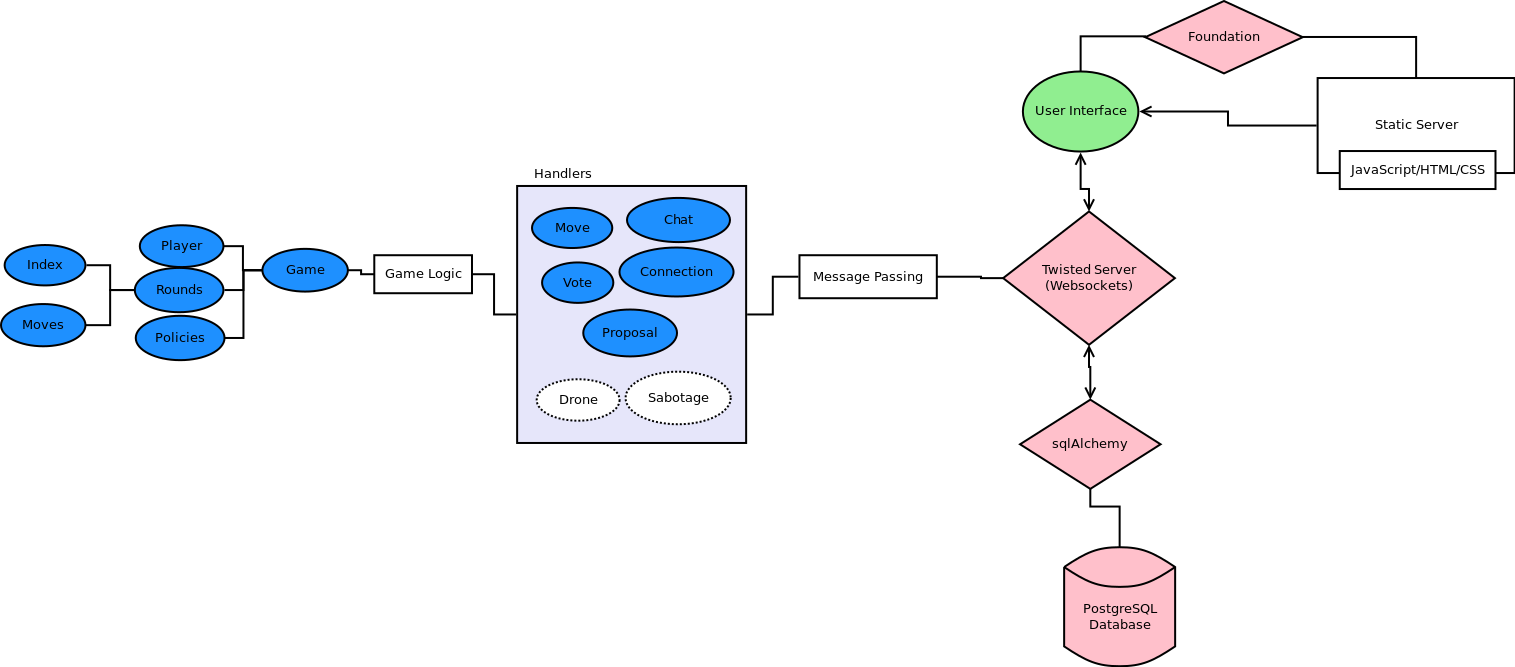 Foundation
User Interface
Static Server
JavaScript/HTML/CSS
Handlers
Move
Chat
Player
Index
Game
Game Logic
Connection
Vote
Message Passing
Twisted Server
(Websockets)
Rounds
Moves
Policies
Proposal
Drone
Sabotage
sqlAlchemy
PostgreSQL
Database